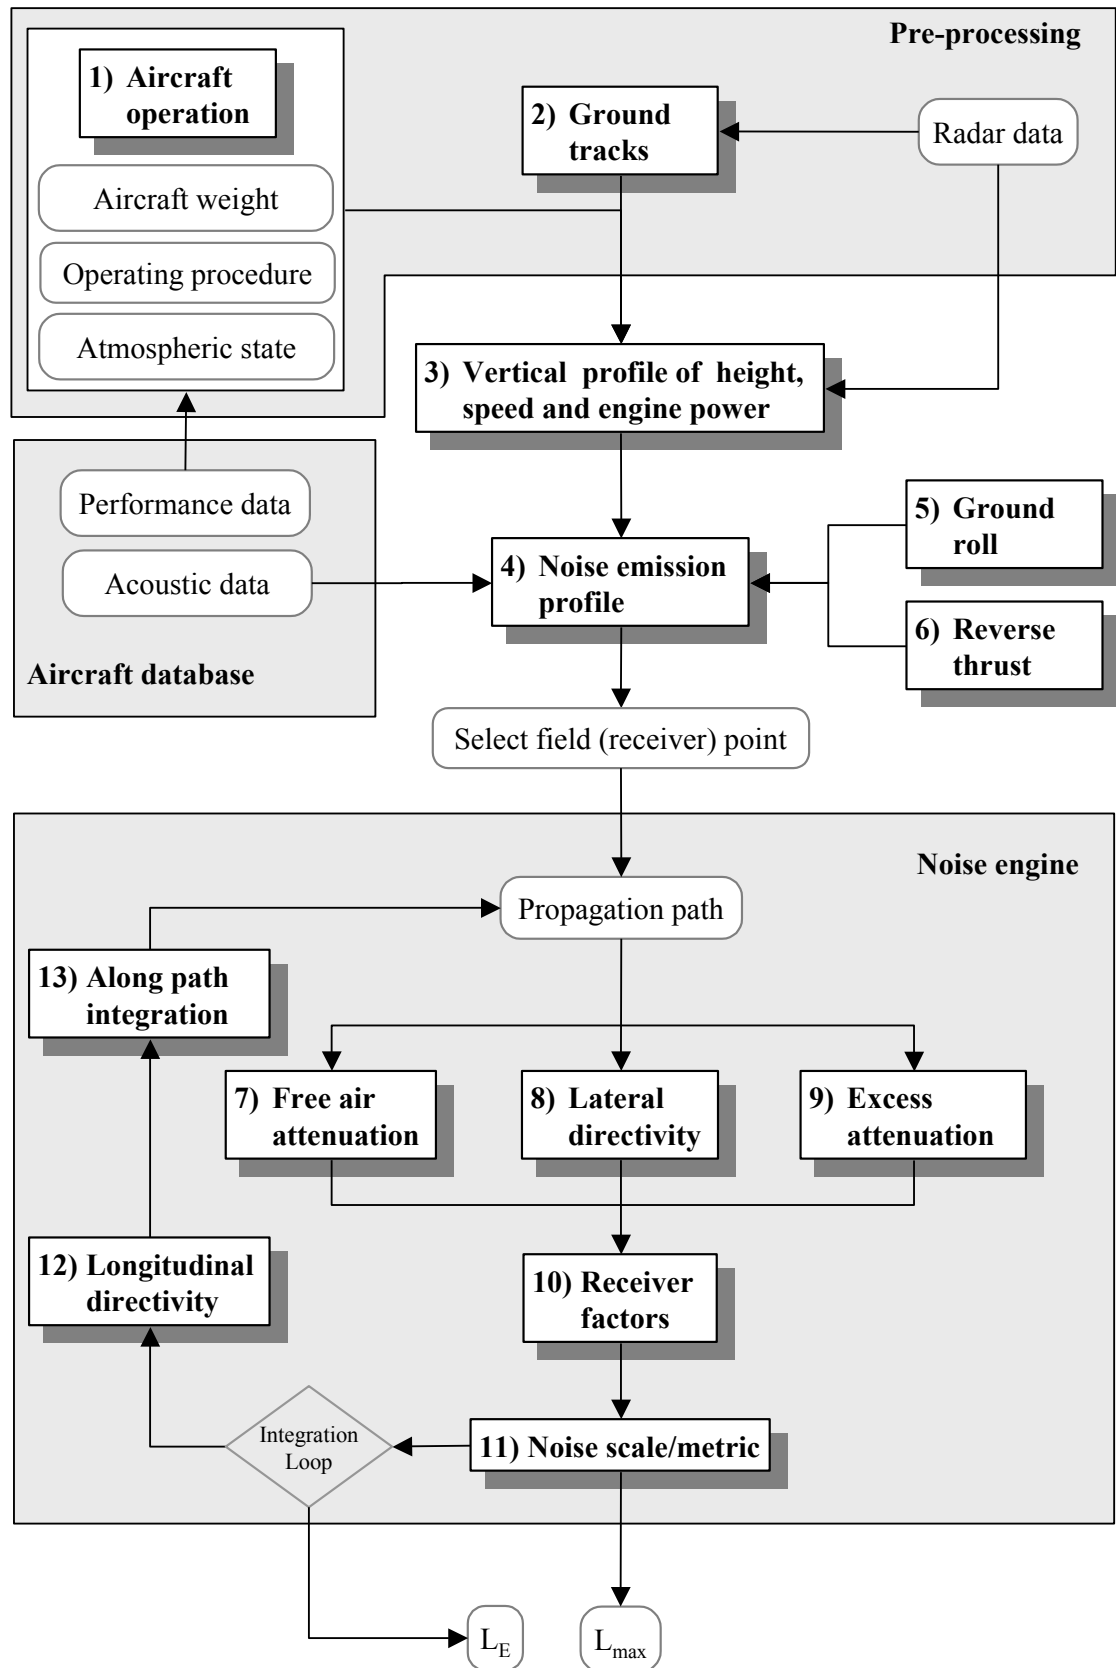 Pre-processing
1) Aircraft
operation
2) Ground
tracks
Radar data
Aircraft weight
Operating procedure
Atmospheric state
3) Vertical profile of height,
speed and engine power
Performance data
Acoustic data
Aircraft database
4) Noise emission
profile
5) Ground
roll
6) Reverse
thrust
Select field (receiver) point
Noise engine
Propagation path
13) Along path
integration
7) Free air
attenuation
8) Lateral
directivity
9) Excess
attenuation
12) Longitudinal
directivity
10) Receiver
factors
Integration
Loop
11) Noise scale/metric
LE
Lmax